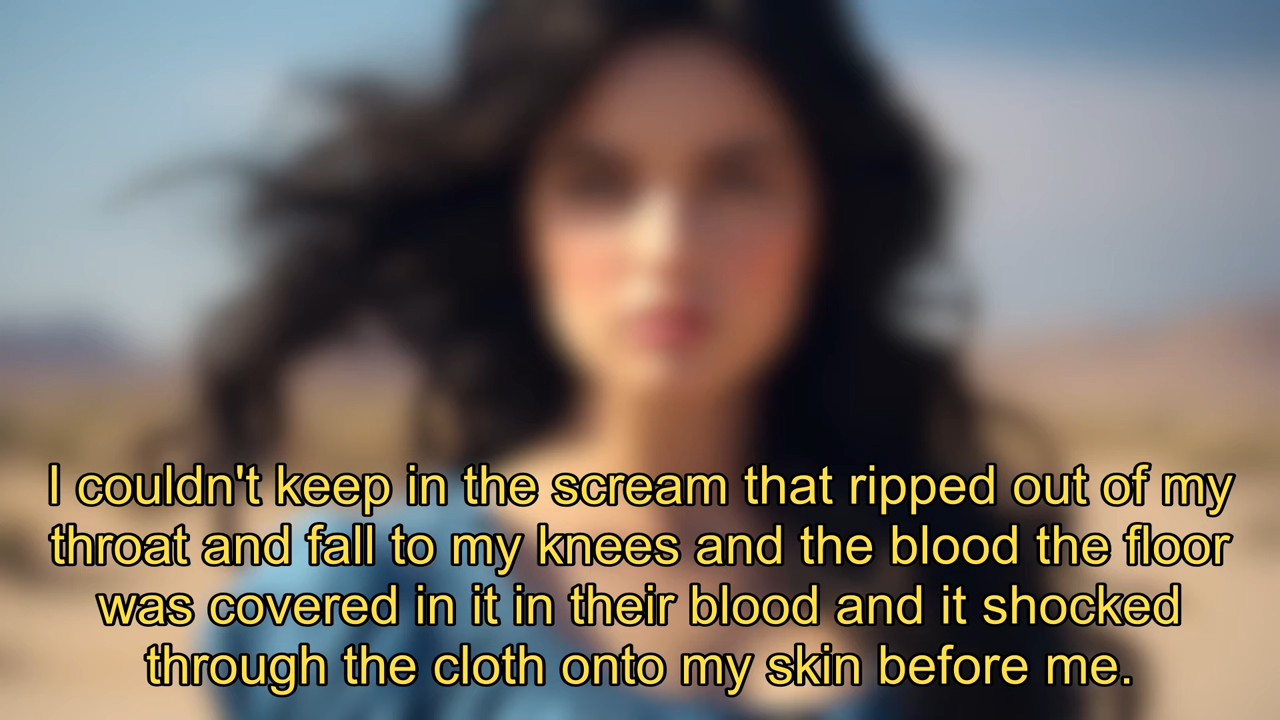 I couldn't keep in the scream that ripped out of my
throat and fall to my knees and the blood the floor
was covered in it in their blood and it shocked
through the cloth onto my skin before me.